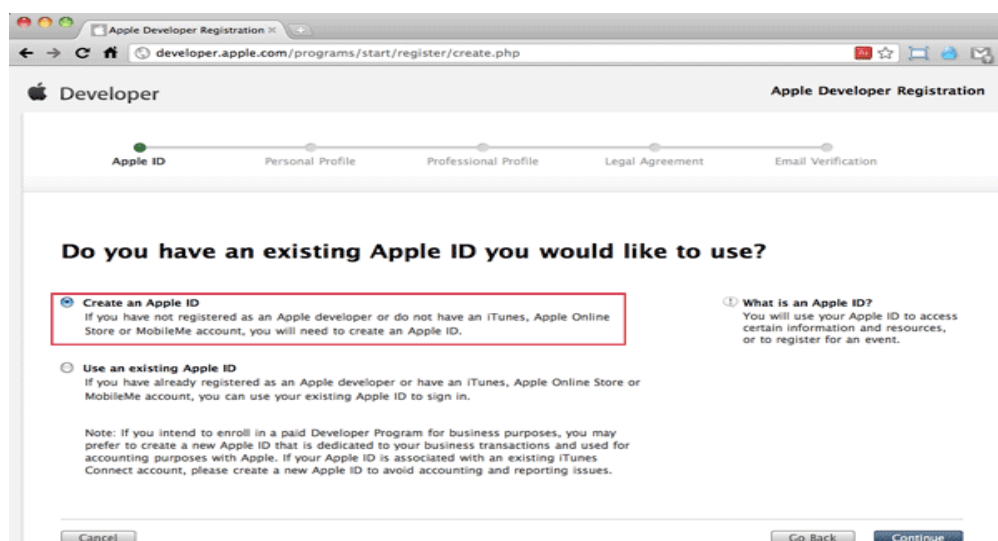 Apple Developer Registration
developer.apple.com/programs/start/register/create.php
Developer
Apple Developer Registration
Apple ID
Personal Profile
Professional Profile
Legal Agreement
Email Verification
Do you have an existing Apple ID you would like to use?
Create an Apple ID
If you have not registered as an Apple developer or do not have an iTunes, Apple Online
Store or MobileMe account, you will need to create an Apple ID.
What is an Apple ID?
You will use your Apple ID to access
certain information and resources,
or to register for an event.
Use an existing Apple ID
If you have already registered as an Apple developer or have an iTunes, Apple Online Store or
MobileMe account, you can use your existing Apple ID to sign in.
Note: If you intend to enroll in a paid Developer Program for business purposes, you may
prefer to create a new Apple ID that is dedicated to your business transactions and used for
accounting purposes with Apple. If your Apple ID is associated with an existing iTunes
Connect account, please create a new Apple ID to avoid accounting and reporting issues.
Cancel
Go Back
Continue